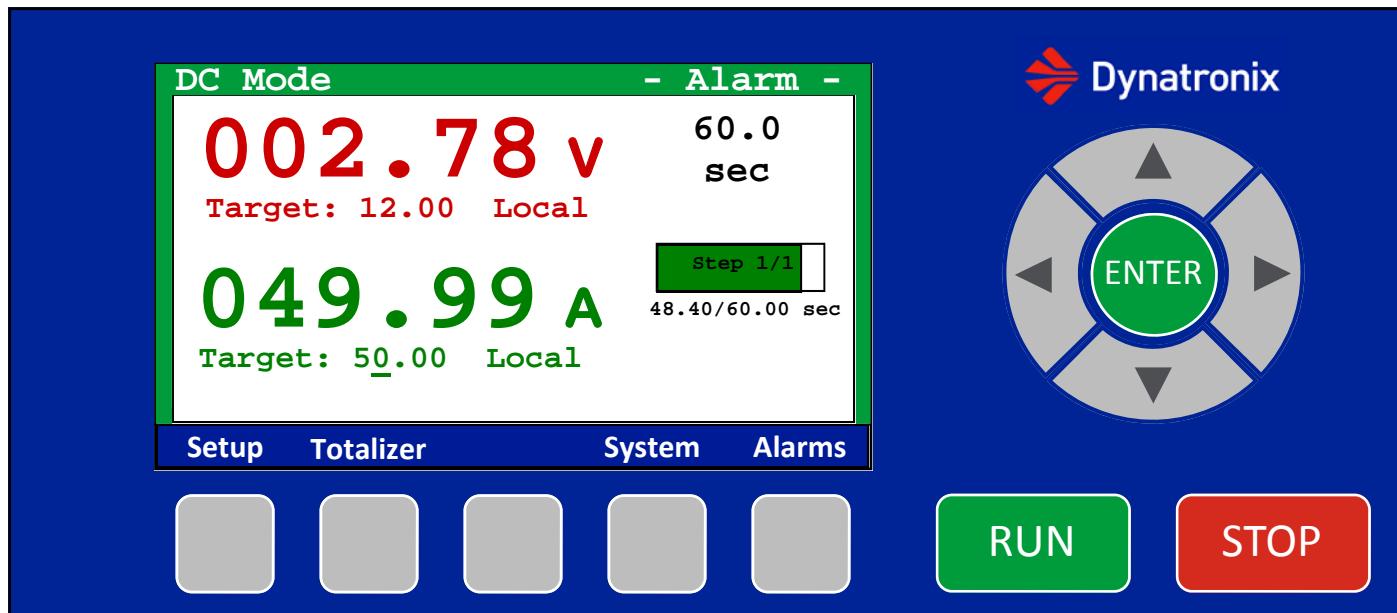 DC Mode - Alarm -
002.78 V
60.0
sec
Target: 12.00 Local
Step 1/1
049.99 A
48.40/60.00 sec
Target: 50.00 Local
Setup Totalizer System Alarms
Dynatronix
ENTER
RUN STOP